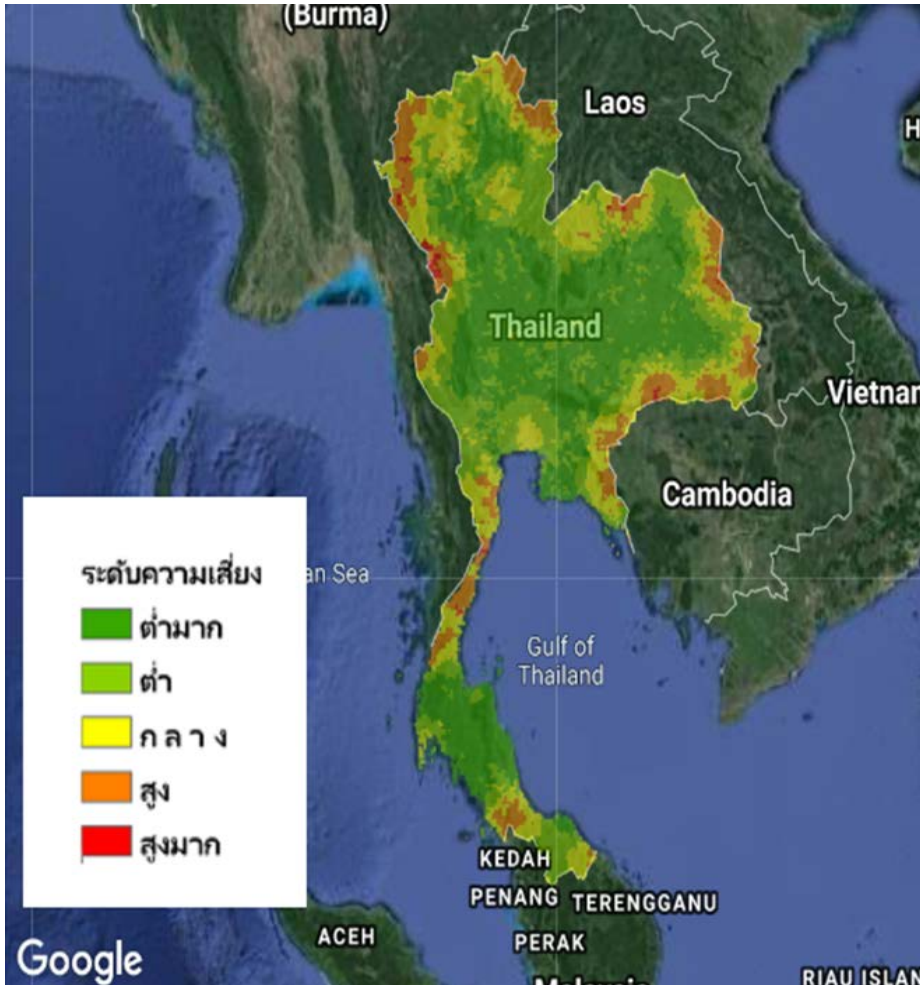 (Burma)
Laos
H
Thailand
Vietnar
Cambodia
ระดับความเสี่ยง
an Sea
ต่ำมาก
ต่ำ
ก ล า ง
สูง
สูงมาก
Gulf of
Thailand
KEDAH
PENANG
TERENGGANU
ACEH
PERAK
Google
RIAU ISLAN